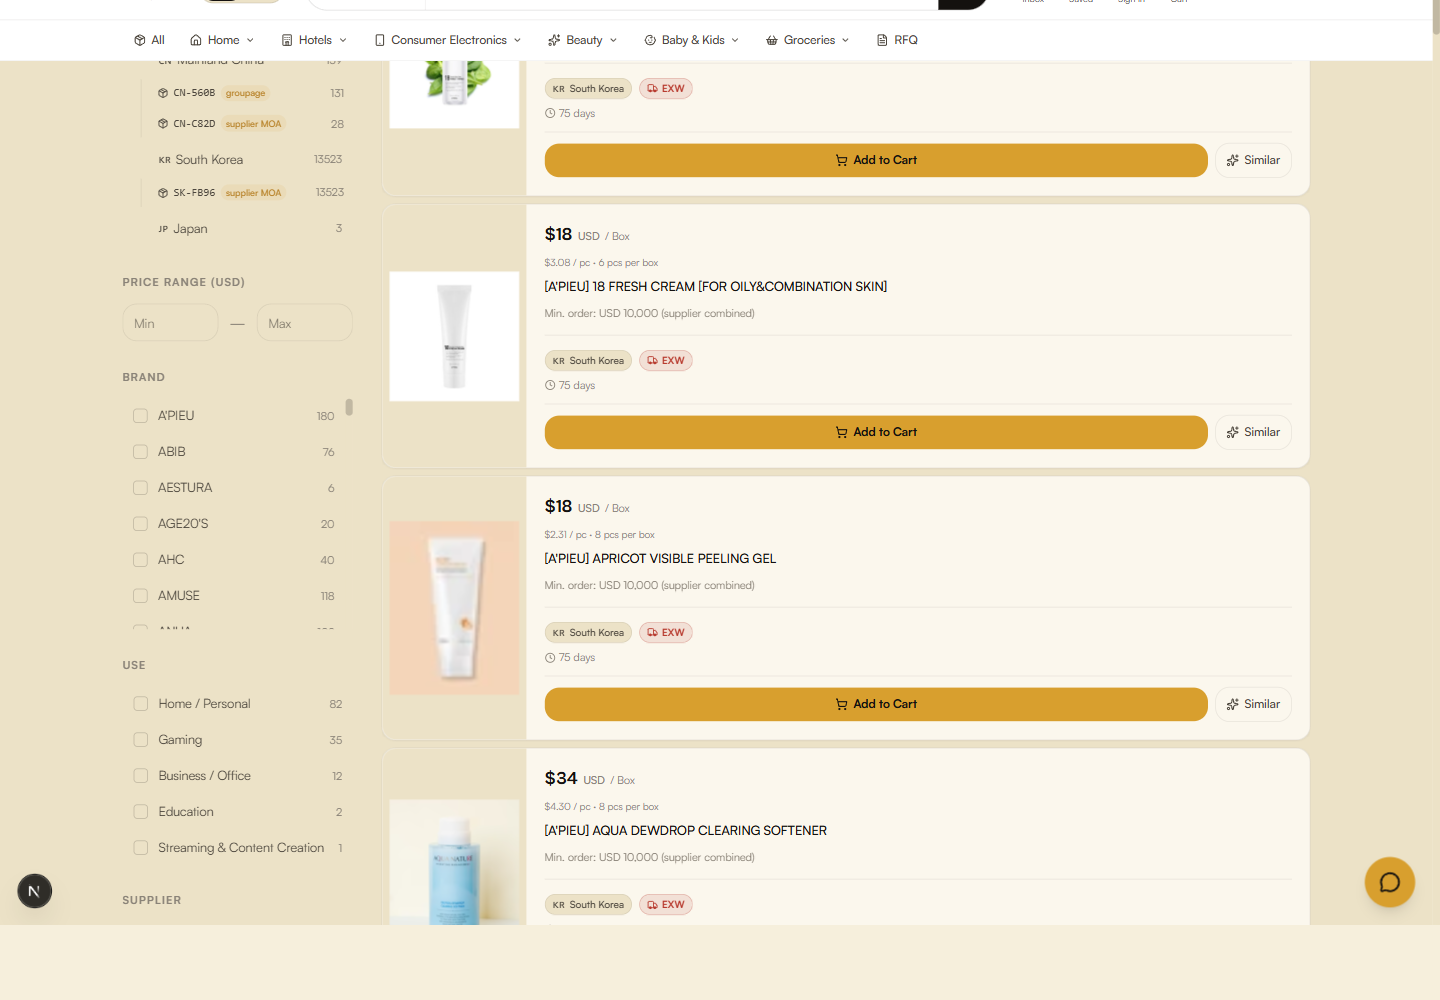 All
Home
Hotels
Consumer Electronics
Beauty
Baby & Kids
Groceries
RFQ
CN Mainland China 159
CN-560B groupage 131
CN-C82D supplier MOA 28
KR South Korea 13523
SK-FB96 supplier MOA 13523
JP Japan 3
PRICE RANGE (USD)
Min — Max
BRAND
A'PIEU 180
ABIB 76
AESTURA 6
AGE20'S 20
AHC 40
AMUSE 118
USE
Home / Personal 82
Gaming 35
Business / Office 12
Education 2
Streaming & Content Creation 1
SUPPLIER
N
KR South Korea EXW
75 days
Add to Cart Similar
$18 USD / Box
$3.08 / pc • 6 pcs per box
[A'PIEU] 18 FRESH CREAM [FOR OILY&COMBINATION SKIN]
Min. order: USD 10,000 (supplier combined)
KR South Korea EXW
75 days
Add to Cart Similar
$18 USD / Box
$2.31 / pc • 8 pcs per box
[A'PIEU] APRICOT VISIBLE PEELING GEL
Min. order: USD 10,000 (supplier combined)
KR South Korea EXW
75 days
Add to Cart Similar
$34 USD / Box
$4.30 / pc • 8 pcs per box
[A'PIEU] AQUA DEWDROP CLEARING SOFTENER
Min. order: USD 10,000 (supplier combined)
KR South Korea EXW